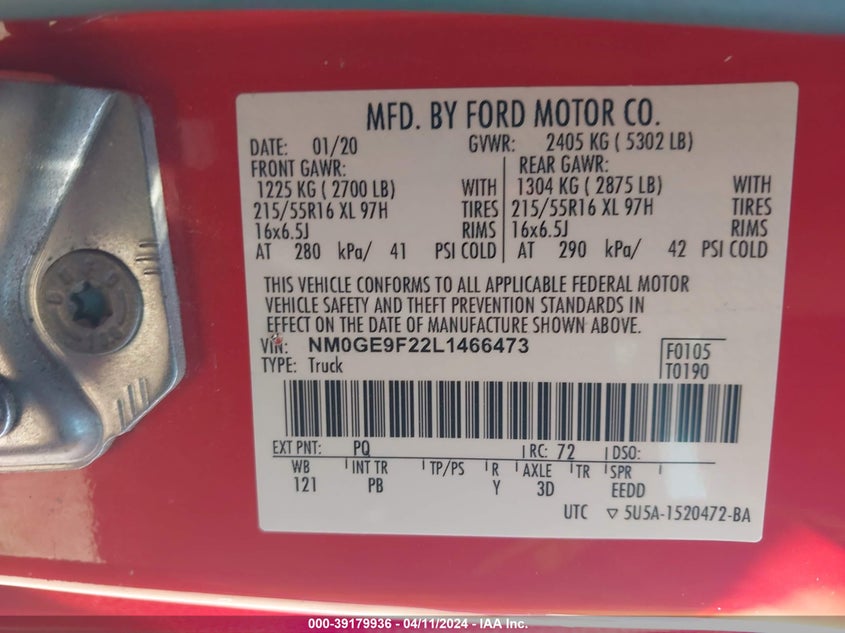 MFD. BY FORD MOTOR CO.
DATE: 01/20 GVWR: 2405 KG ( 5302 LB)
FRONT GAWR: REAR GAWR:
1225 KG ( 2700 LB) WITH 1304 KG ( 2875 LB) WITH
215/55R16 XL 97H TIRES 215/55R16 XL 97H TIRES
16x6.5J RIMS 16x6.5J RIMS
AT 280 kPa/ 41 PSI COLD AT 290 kPa/ 42 PSI COLD
THIS VEHICLE CONFORMS TO ALL APPLICABLE FEDERAL MOTOR
VEHICLE SAFETY AND THEFT PREVENTION STANDARDS IN
EFFECT ON THE DATE OF MANUFACTURE SHOWN ABOVE.
VIN: NM0GE9F22L1466473 F0105
TYPE: Truck T0190
EXT PNT: PQ RC: 72 DSO:
WB INT TR TP/PS R AXLE TR SPR
121 PB Y 3D EEDD
UTC ▽ 5U5A-1520472-BA
000-39179936 - 04/11/2024 - IAA Inc.